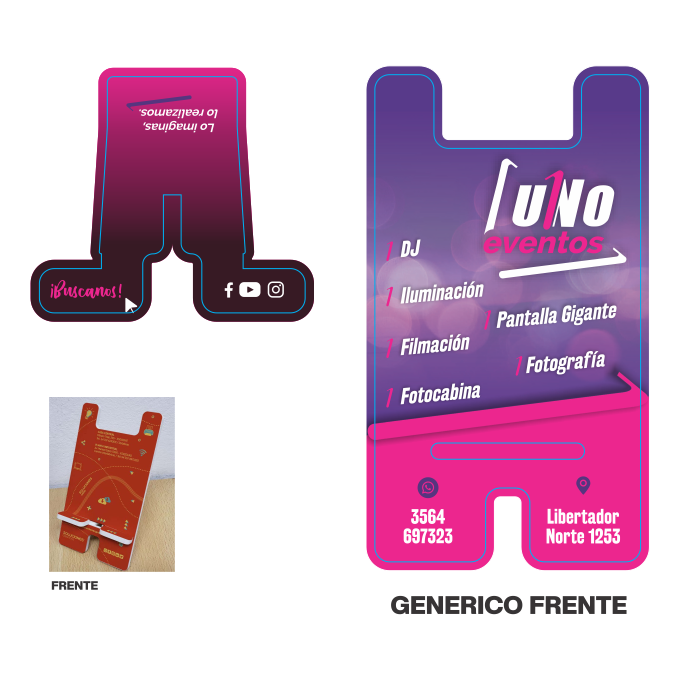 Lo imaginas,
lo realizamos.
¡Buscanos!
FRENTE
UNO
eventos
DJ
Iluminación
Pantalla Gigante
Filmación
Fotografía
Fotocabina
3564
697323
Libertador
Norte 1253
GENERICO FRENTE